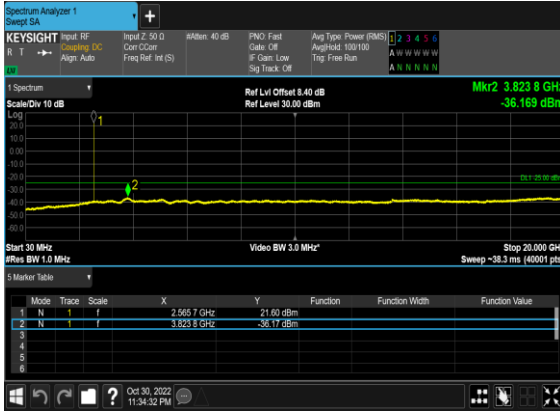 Spectrum Analyzer 1
Swept SA
+
KEYSIGHT Input: RF Input Z: 50 Ω #Atten: 40 dB PNO: Fast Avg Type: Power (RMS) 1 2 3 4 5 6
R T Coupling: DC Corr CCorr Gate: Off Avg|Hold: 100/100 A W W W W W
Align: Auto Freq Ref: Int (S) IF Gain: Low Trig: Free Run
Sig Track: Off A N N N N N
1 Spectrum Ref Lvl Offset 8.40 dB Mkr2 3.823 8 GHz
Scale/Div 10 dB Ref Level 30.00 dBm -36.169 dBm
Log
20.0
10.0
0.00
-10.0
-20.0
-30.0
-40.0
-50.0
-60.0
1
2
DL1 -25.00 dBm
Start 30 MHz Video BW 3.0 MHz* Stop 20.000 GH
#Res BW 1.0 MHz Sweep ~38.3 ms (40001 pts
5 Marker Table
Mode Trace Scale X Y Function Function Width Function Value
1 N 1 f 2.565 7 GHz 21.60 dBm
2 N 1 f 3.823 8 GHz -36.17 dBm
3
4
5
6
? Oct 30, 2022
11:34:32 PM